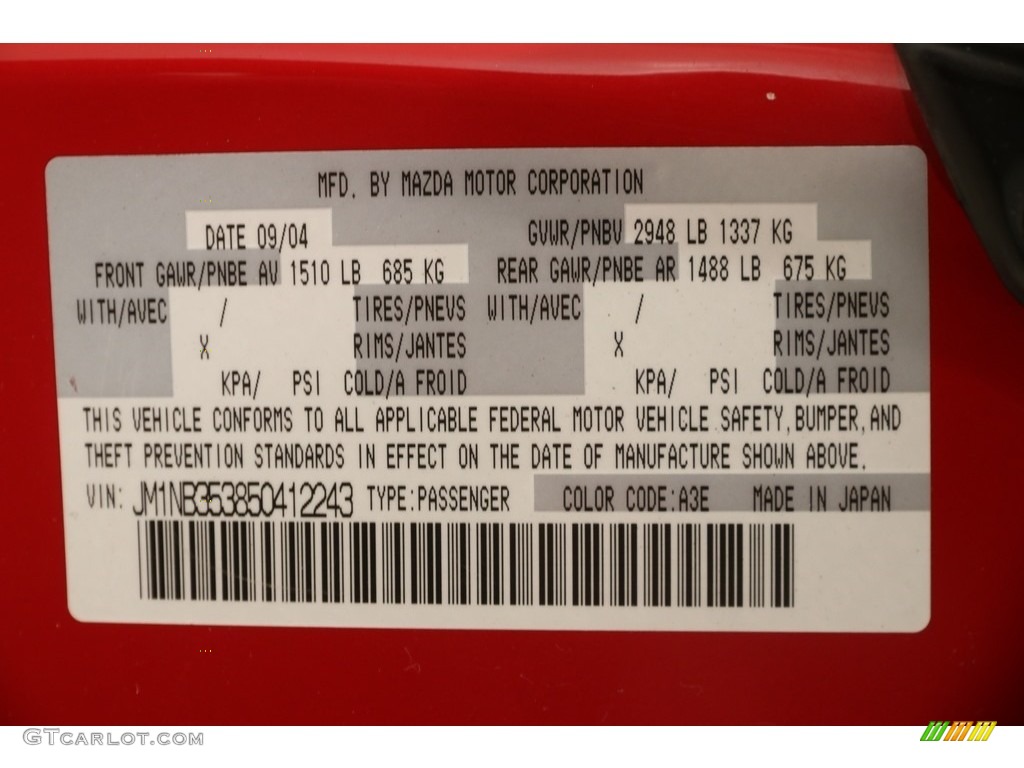 MFD. BY MAZDA MOTOR CORPORATION
DATE 09/04 GVWR/PNBV 2948 LB 1337 KG
FRONT GAWR/PNBE AV 1510 LB 685 KG REAR GAWR/PNBE AR 1488 LB 675 KG
WITH/AVEC / TIRES/PNEUS WITH/AVEC / TIRES/PNEUS
X RIMS/JANTES X RIMS/JANTES
KPA/ PSI COLD/A FROID KPA/ PSI COLD/A FROID
THIS VEHICLE CONFORMS TO ALL APPLICABLE FEDERAL MOTOR VEHICLE SAFETY, BUMPER, AND
THEFT PREVENTION STANDARDS IN EFFECT ON THE DATE OF MANUFACTURE SHOWN ABOVE.
VIN: JM1NB353850412243 TYPE:PASSENGER COLOR CODE:A3E MADE IN JAPAN
GTCARLOT.COM